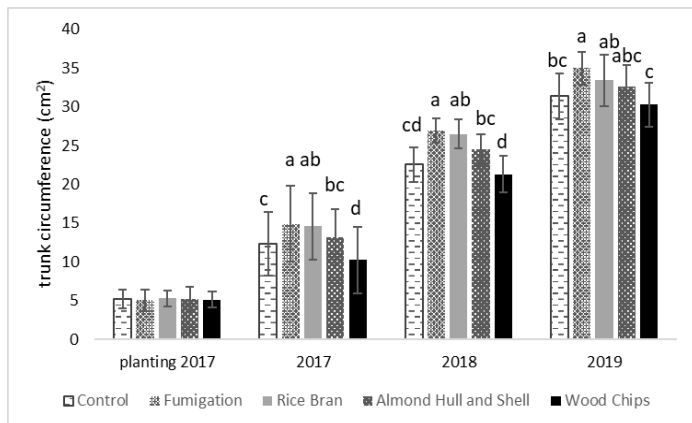 trunk circumference (cm²)
40
35
30
25
20
15
10
5
0
c a ab bc d
cd a ab bc d
bc a ab abc c
planting 2017 2017 2018 2019
Control Fumigation Rice Bran Almond Hull and Shell Wood Chips